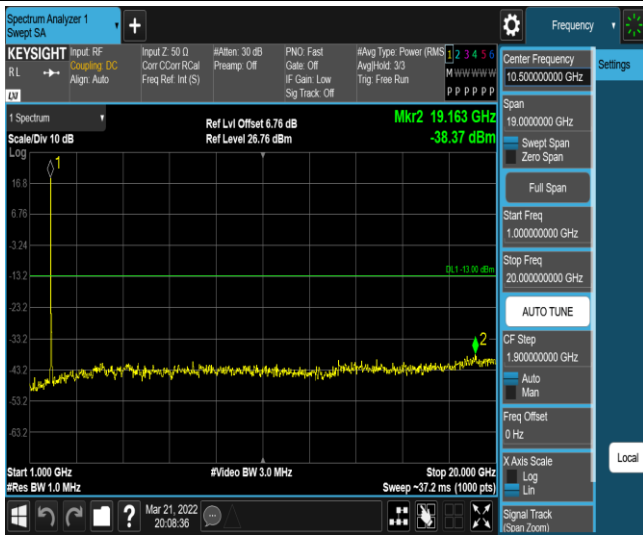 Spectrum Analyzer 1
Swept SA
Frequency
KEYSIGHT
RL
LXI
Input: RF
Coupling: DC
Align: Auto
Input Z: 50 Ω
Corr CCorr RCal
Freq Ref: Int (S)
#Atten: 30 dB
Preamp: Off
PNO: Fast
Gate: Off
IF Gain: Low
Sig Track: Off
#Avg Type: Power (RMS
Avg|Hold: 3/3
Trig: Free Run
1 2 3 4 5 6
M W W W W W
P P P P P P
1 Spectrum
Scale/Div 10 dB
Log
Ref Lvl Offset 6.76 dB
Ref Level 26.76 dBm
Mkr2 19.163 GHz
-38.37 dBm
1
16.8
6.76
-3.24
-13.2
DL1 -13.00 dBm
-23.2
-33.2
2
-43.2
-53.2
-63.2
Start 1.000 GHz
#Res BW 1.0 MHz
#Video BW 3.0 MHz
Stop 20.000 GHz
Sweep ~37.2 ms (1000 pts)
?
Mar 21, 2022
20:08:36
Center Frequency
10.500000000 GHz
Span
19.0000000 GHz
Swept Span
Zero Span
Full Span
Start Freq
1.000000000 GHz
Stop Freq
20.000000000 GHz
AUTO TUNE
CF Step
1.900000000 GHz
Auto
Man
Freq Offset
0 Hz
X Axis Scale
Log
Lin
Signal Track
(Span Zoom)
Settings
Local